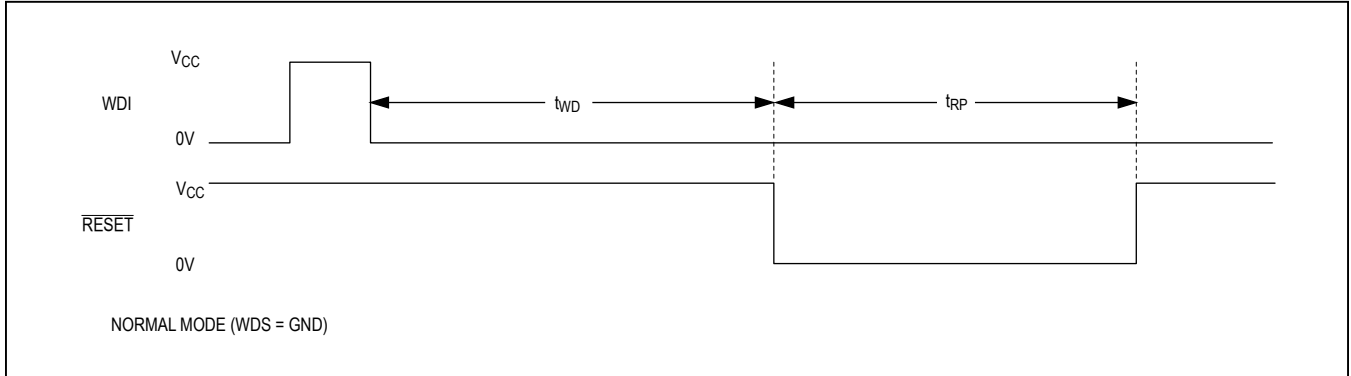 VCC
WDI
tWD
tRP
0V
VCC
RESET
0V
NORMAL MODE (WDS = GND)